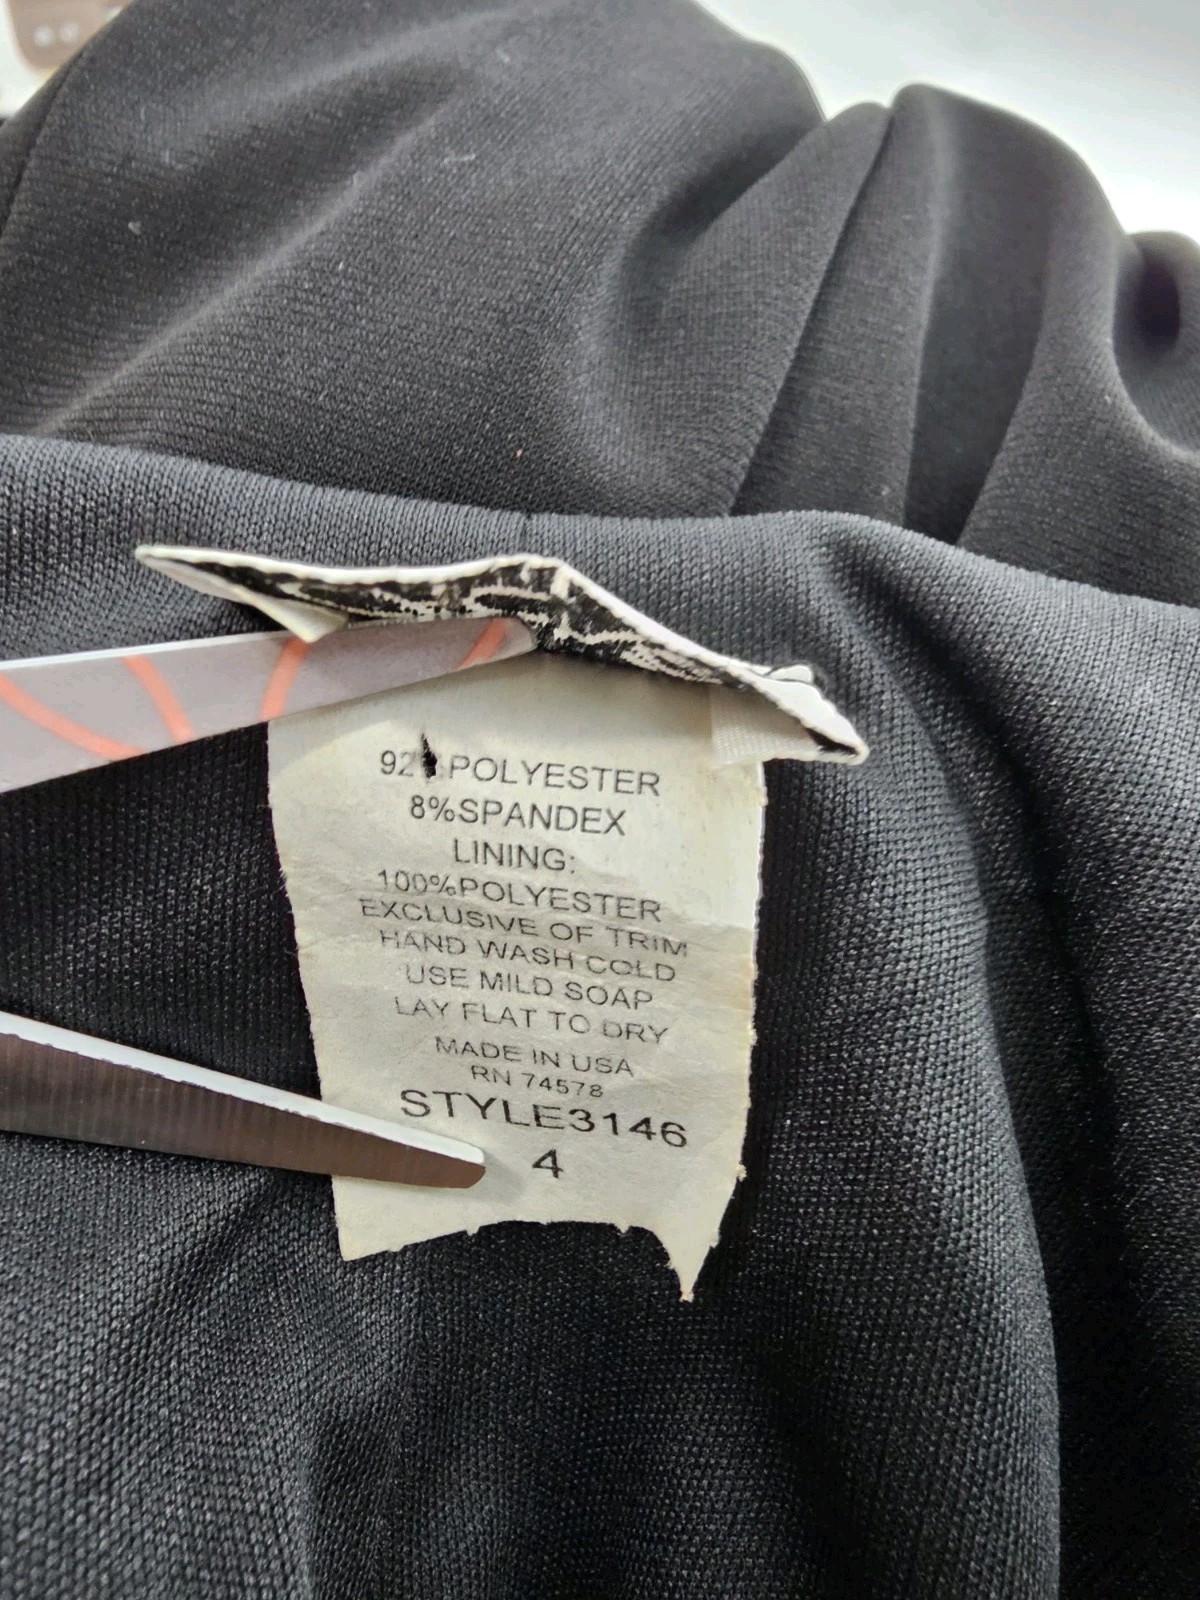 92% POLYESTER
8%SPANDEX
LINING:
100%POLYESTER
EXCLUSIVE OF TRIM
HAND WASH COLD
USE MILD SOAP
LAY FLAT TO DRY
MADE IN USA
RN 74578
STYLE3146
4